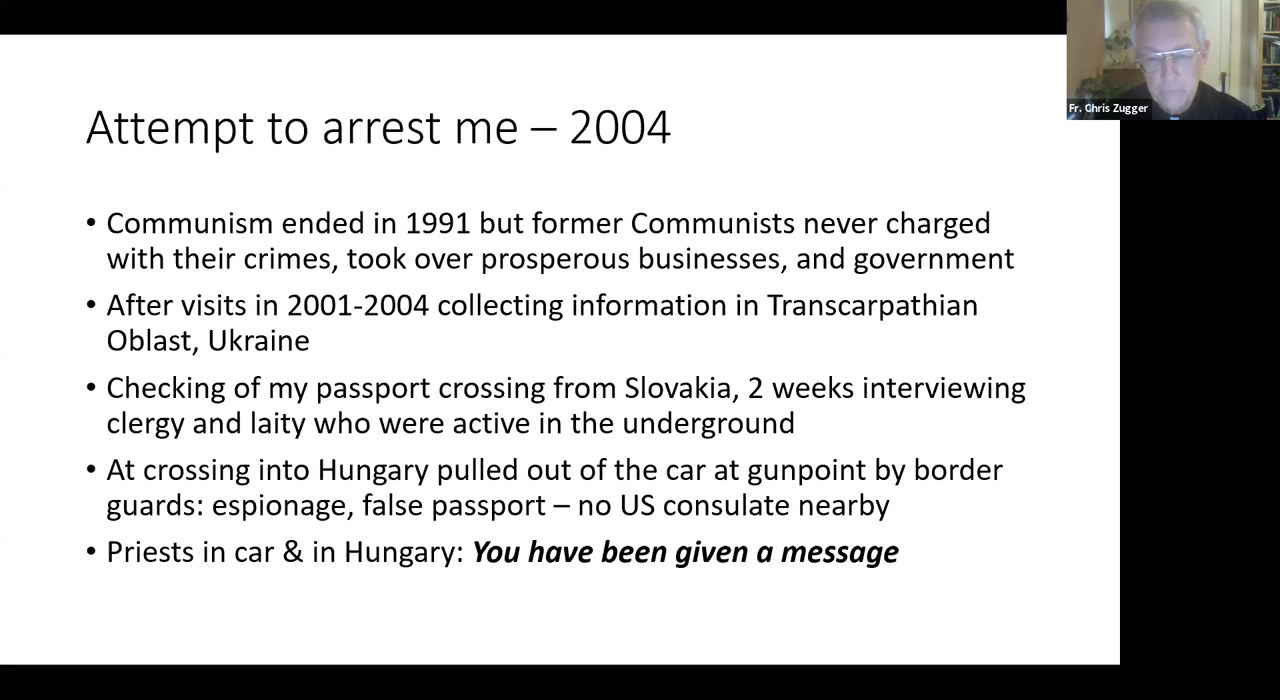 Fr. Chris Zugger
Attempt to arrest me – 2004
• Communism ended in 1991 but former Communists never charged
with their crimes, took over prosperous businesses, and government
• After visits in 2001-2004 collecting information in Transcarpathian
Oblast, Ukraine
• Checking of my passport crossing from Slovakia, 2 weeks interviewing
clergy and laity who were active in the underground
• At crossing into Hungary pulled out of the car at gunpoint by border
guards: espionage, false passport – no US consulate nearby
• Priests in car & in Hungary: You have been given a message